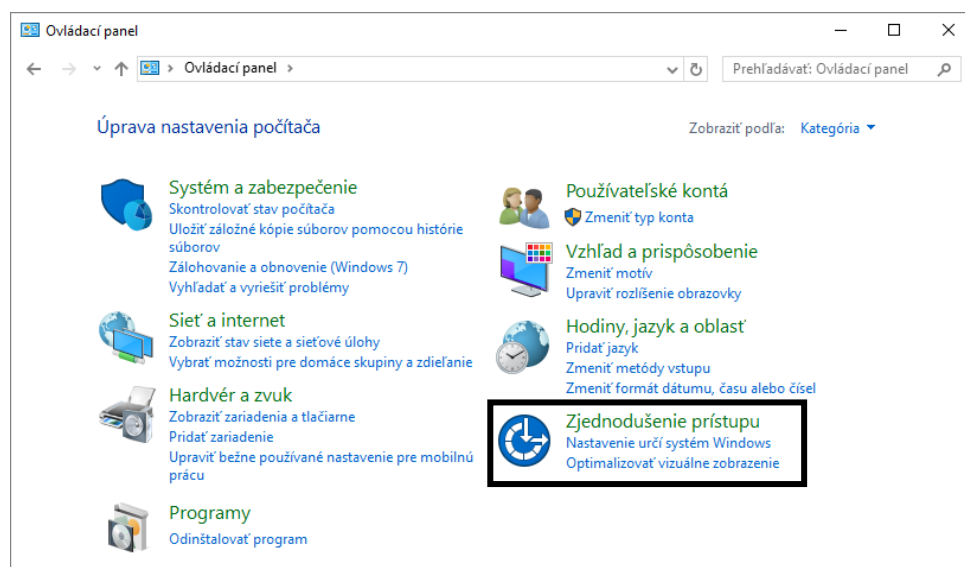 Ovládací panel
Ovládací panel
Prehľadávať: Ovládací panel
Úprava nastavenia počítača
Zobraziť podľa: Kategória
Systém a zabezpečenie
Skontrolovať stav počítača
Uložiť záložné kópie súborov pomocou histórie
súborov
Zálohovanie a obnovenie (Windows 7)
Vyhľadať a vyriešiť problémy
Sieť a internet
Zobraziť stav siete a sieťové úlohy
Vybrať možnosti pre domáce skupiny a zdieľanie
Hardvér a zvuk
Zobraziť zariadenia a tlačiarne
Pridať zariadenie
Upraviť bežne používané nastavenie pre mobilnú
prácu
Programy
Odinštalovať program
Používateľské kontá
Zmeniť typ konta
Vzhľad a prispôsobenie
Zmeniť motív
Upraviť rozlíšenie obrazovky
Hodiny, jazyk a oblasť
Pridať jazyk
Zmeniť metódy vstupu
Zmeniť formát dátumu, času alebo čísel
Zjednodušenie prístupu
Nastavenie určí systém Windows
Optimalizovať vizuálne zobrazenie